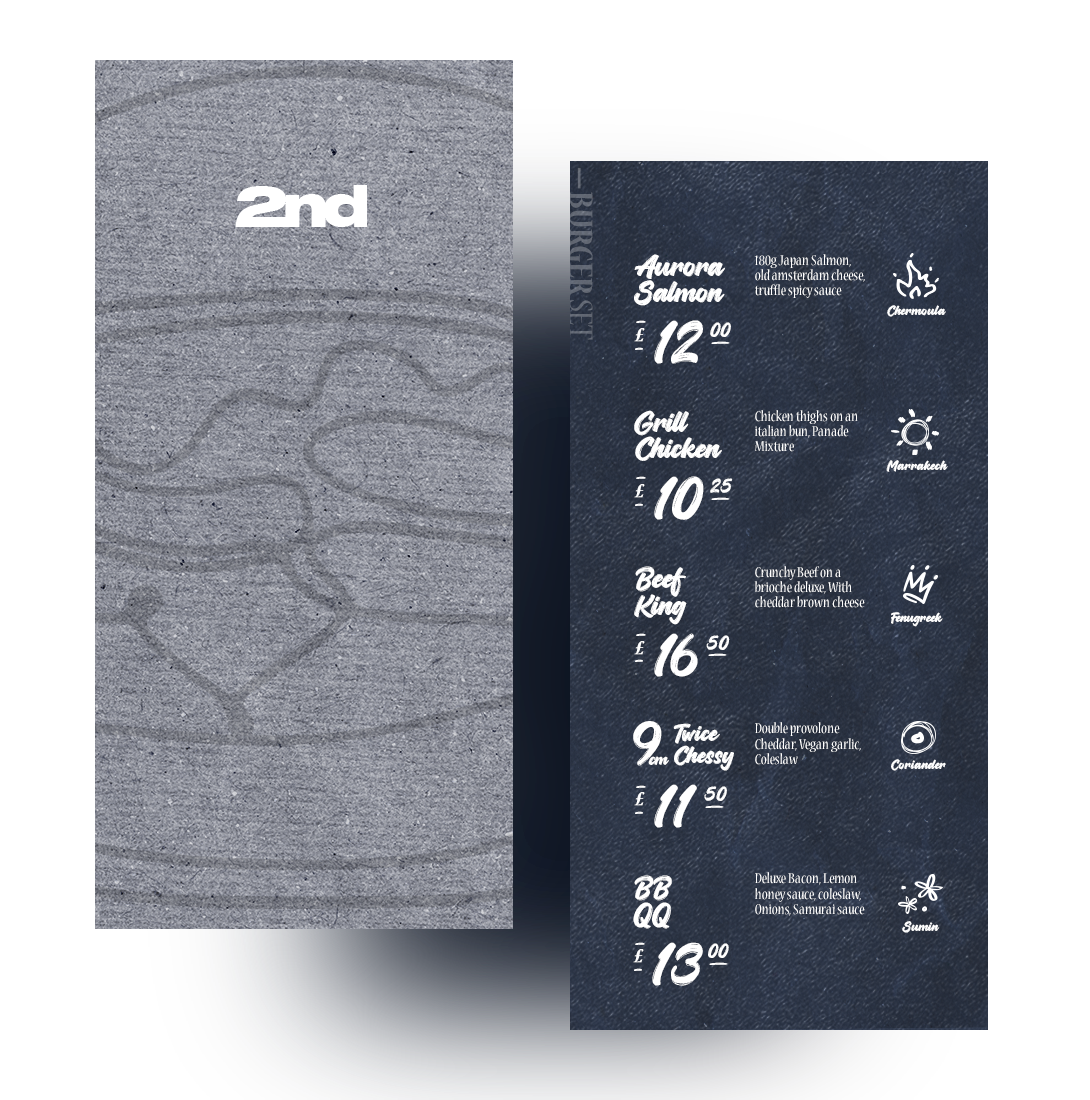 2nd
—BURGER SET
Aurora
Salmon
£ 12 00
180g Japan Salmon,
old amsterdam cheese,
truffle spicy sauce
Chermoula
Grill
Chicken
£ 10 25
Chicken thighs on an
italian bun, Panade
Mixture
Marrakech
Beef
King
£ 16 50
Crunchy Beef on a
brioche deluxe, With
cheddar brown cheese
Fenugreek
9cm Twice
Chessy
£ 11 50
Double provolone
Cheddar, Vegan garlic,
Coleslaw
Coriander
BB
QQ
£ 13 00
Deluxe Bacon, Lemon
honey sauce, coleslaw,
Onions, Samurai sauce
Sumin